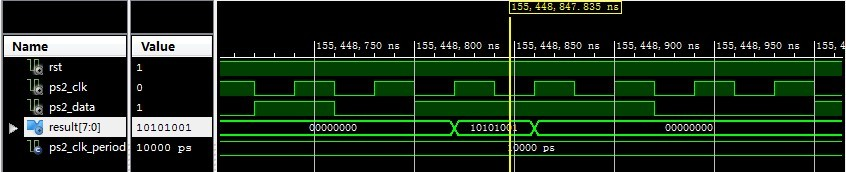 155,448,847.835 ns
Name Value 155,448,750 ns 155,448,800 ns 155,448,850 ns 155,448,900 ns 155,448,950 ns 155,4
rst 1
ps2_clk 0
ps2_data 1
result[7:0] 10101001 00000000 10101001 00000000
ps2_clk_period 10000 ps 10000 ps